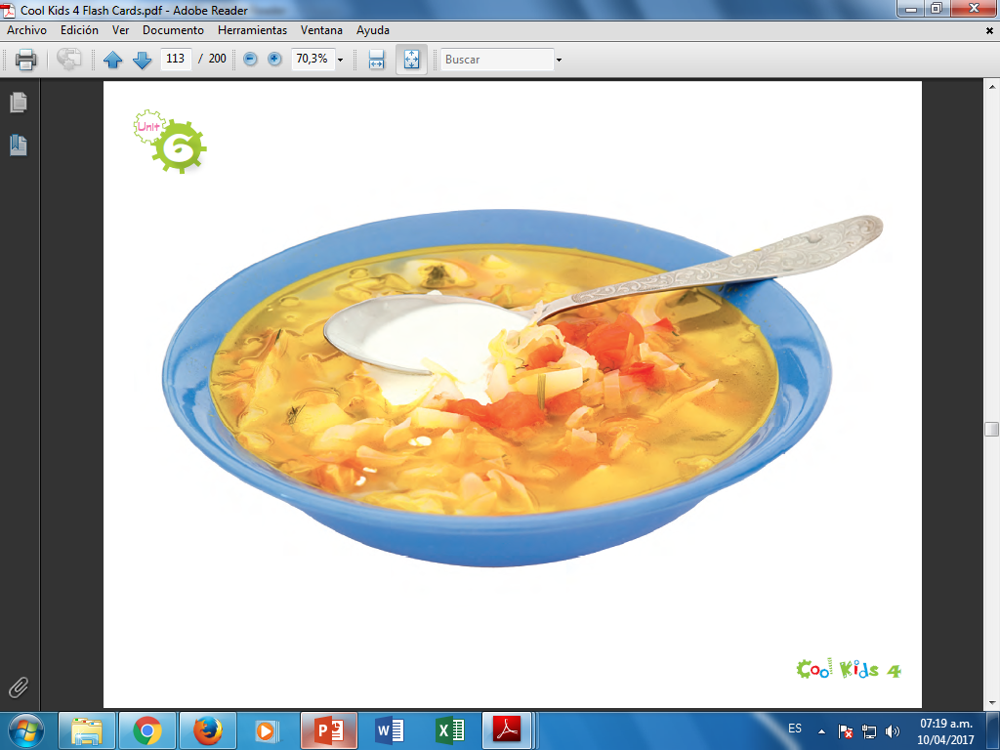 Cool Kids 4 Flash Cards.pdf - Adobe Reader
Archivo Edición Ver Documento Herramientas Ventana Ayuda
113 / 200 70,3% Buscar
Unit
6
Cool Kids 4
ES
07:19 a.m.
10/04/2017